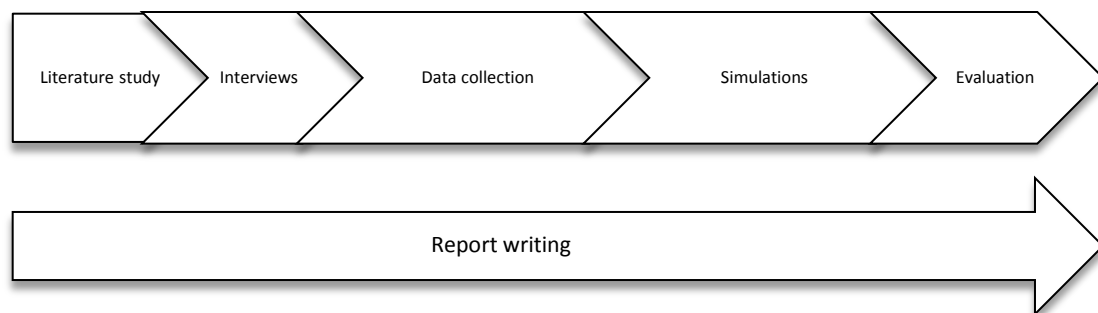 Literature study
Interviews
Data collection
Simulations
Evaluation
Report writing